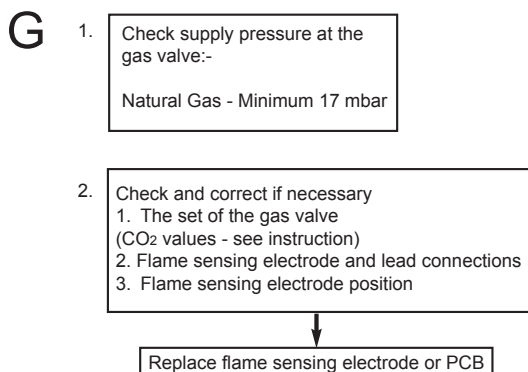 G
1. Check supply pressure at the
gas valve:-
Natural Gas - Minimum 17 mbar
2. Check and correct if necessary
1. The set of the gas valve
(CO2 values - see instruction)
2. Flame sensing electrode and lead connections
3. Flame sensing electrode position
Replace flame sensing electrode or PCB